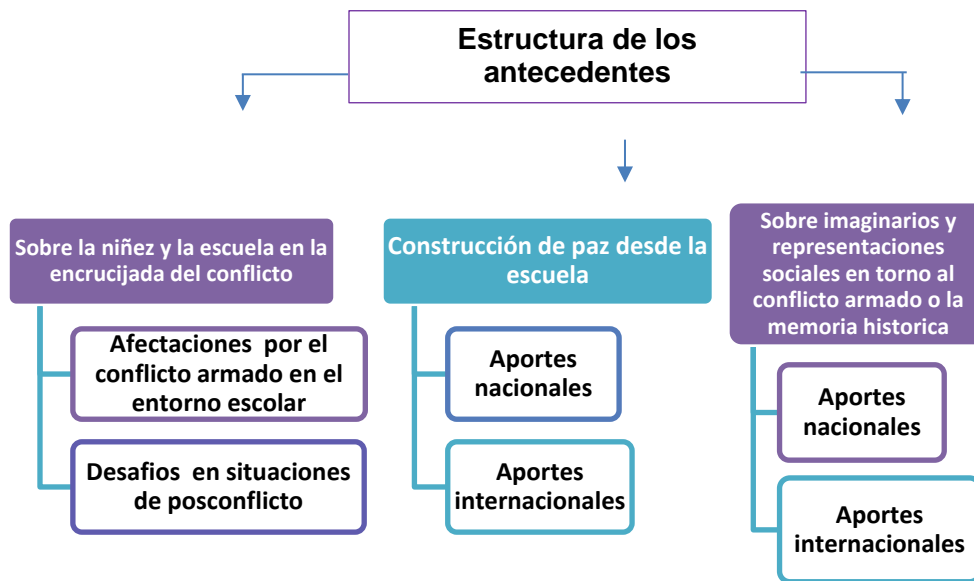 Estructura de los
antecedentes
Sobre la niñez y la escuela en la
encrucijada del conflicto
Afectaciones por el
conflicto armado en el
entorno escolar
Desafios en situaciones
de posconflicto
Construcción de paz desde la
escuela
Aportes
nacionales
Aportes
internacionales
Sobre imaginarios y
representaciones
sociales en torno al
conflicto armado o la
memoria historica
Aportes
nacionales
Aportes
internacionales